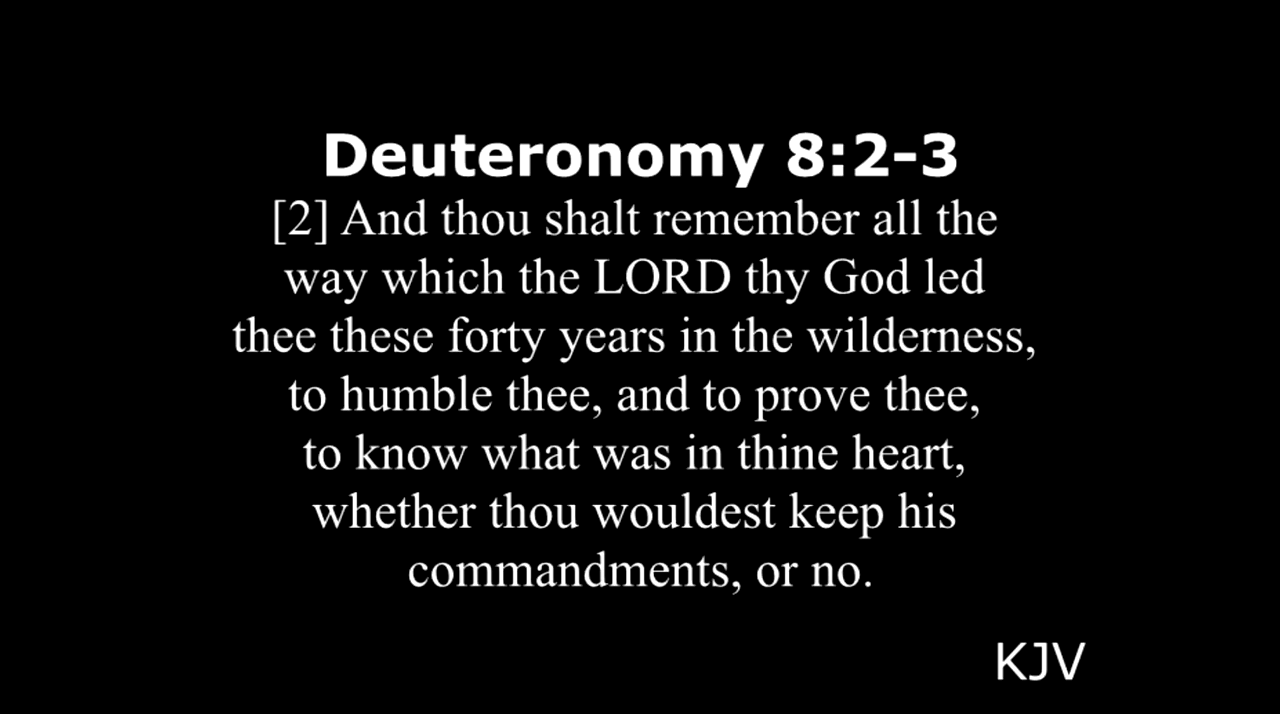 Deuteronomy 8:2-3
[2] And thou shalt remember all the
way which the LORD thy God led
thee these forty years in the wilderness,
to humble thee, and to prove thee,
to know what was in thine heart,
whether thou wouldest keep his
commandments, or no.
KJV